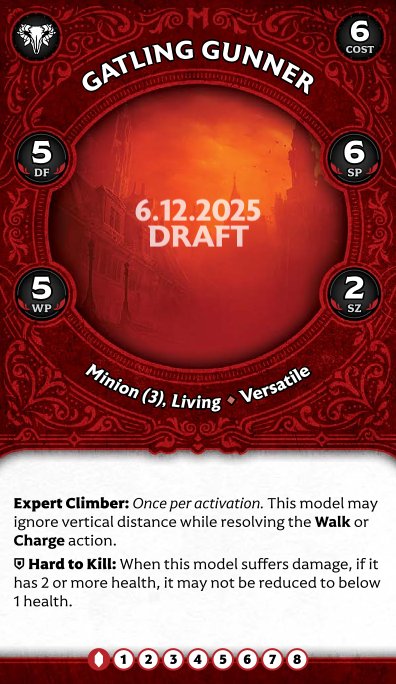 6
COST
GATLING GUNNER
5
DF
6
SP
6.12.2025
DRAFT
5
WP
2
SZ
Minion (3), Living ♦ Versatile
Expert Climber: Once per activation. This model may
ignore vertical distance while resolving the Walk or
Charge action.
Hard to Kill: When this model suffers damage, if it
has 2 or more health, it may not be reduced to below
1 health.
1 2 3 4 5 6 7 8